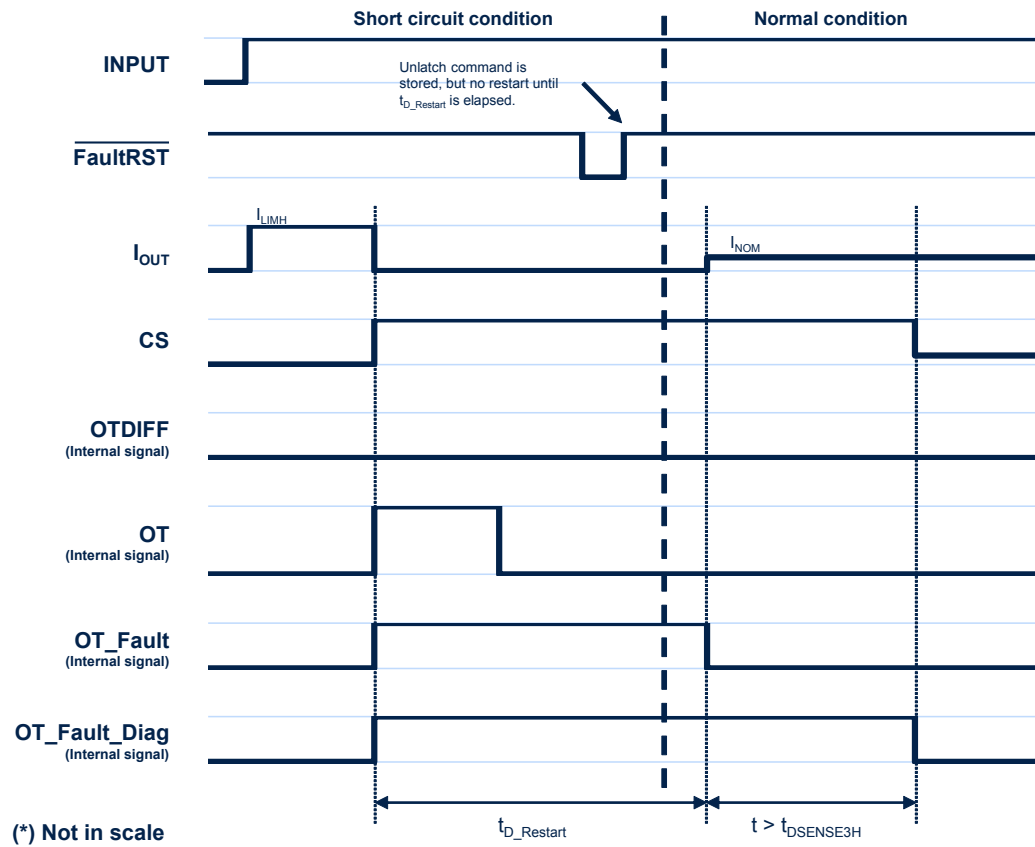 Short circuit condition
Normal condition
INPUT
Unlatch command is
stored, but no restart until
tD_Restart is elapsed.
FaultRST
ILIMH
INOM
IOUT
CS
OTDIFF
(Internal signal)
OT
(Internal signal)
OT_Fault
(Internal signal)
OT_Fault_Diag
(Internal signal)
tD_Restart
t > tDSENSE3H
(*) Not in scale